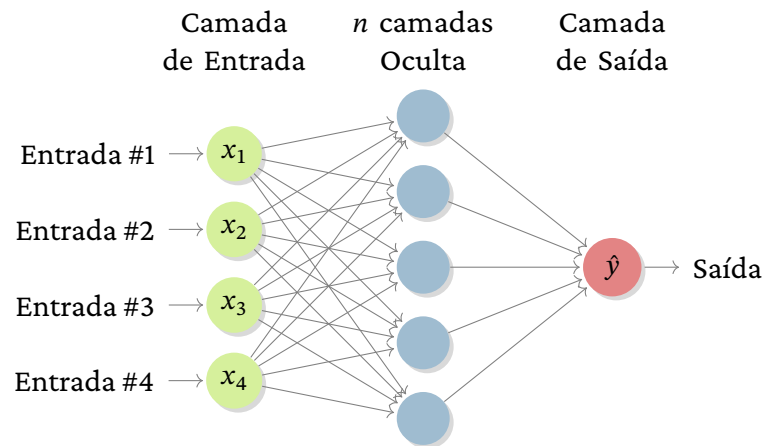 Camada
de Entrada
n camadas
Oculta
Camada
de Saída
Entrada #1
x₁
Entrada #2
x₂
Entrada #3
x₃
Entrada #4
x₄
ŷ
Saída